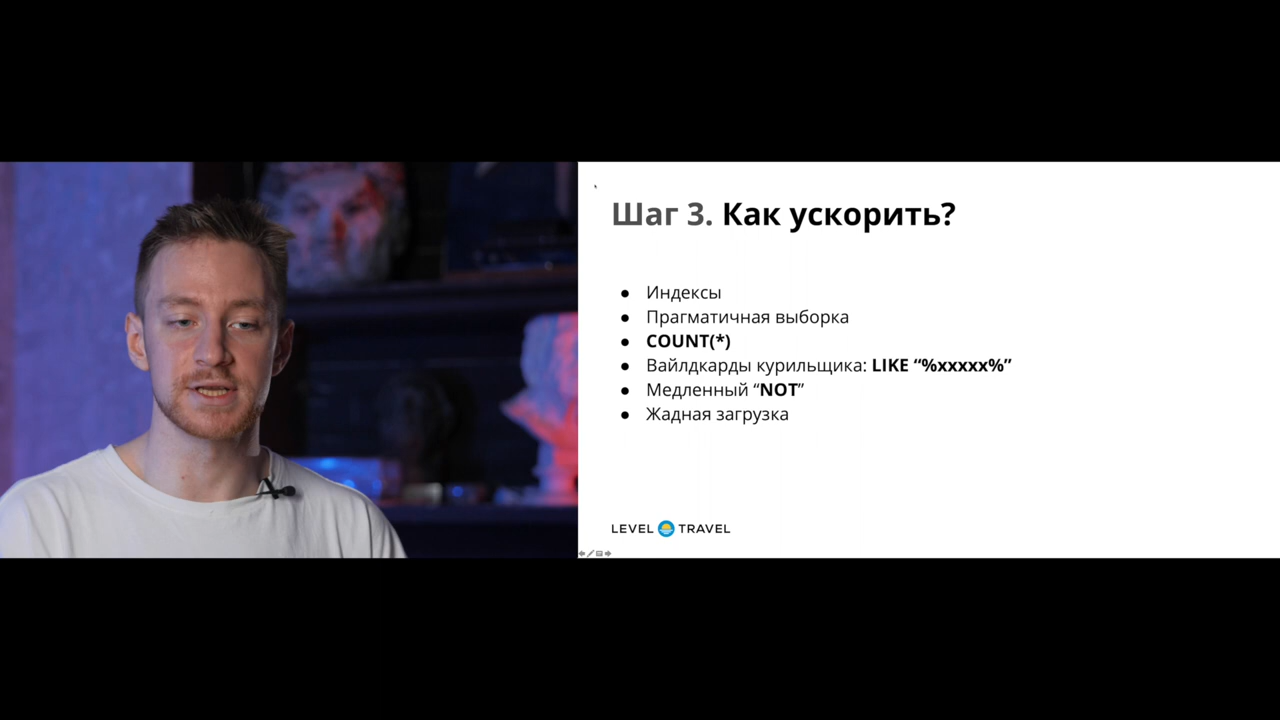 Шаг 3. Как ускорить?
● Индексы
● Прагматичная выборка
● COUNT(*)
● Вайлдкарды курильщика: LIKE “%xxxxx%”
● Медленный “NOT”
● Жадная загрузка
LEVEL TRAVEL